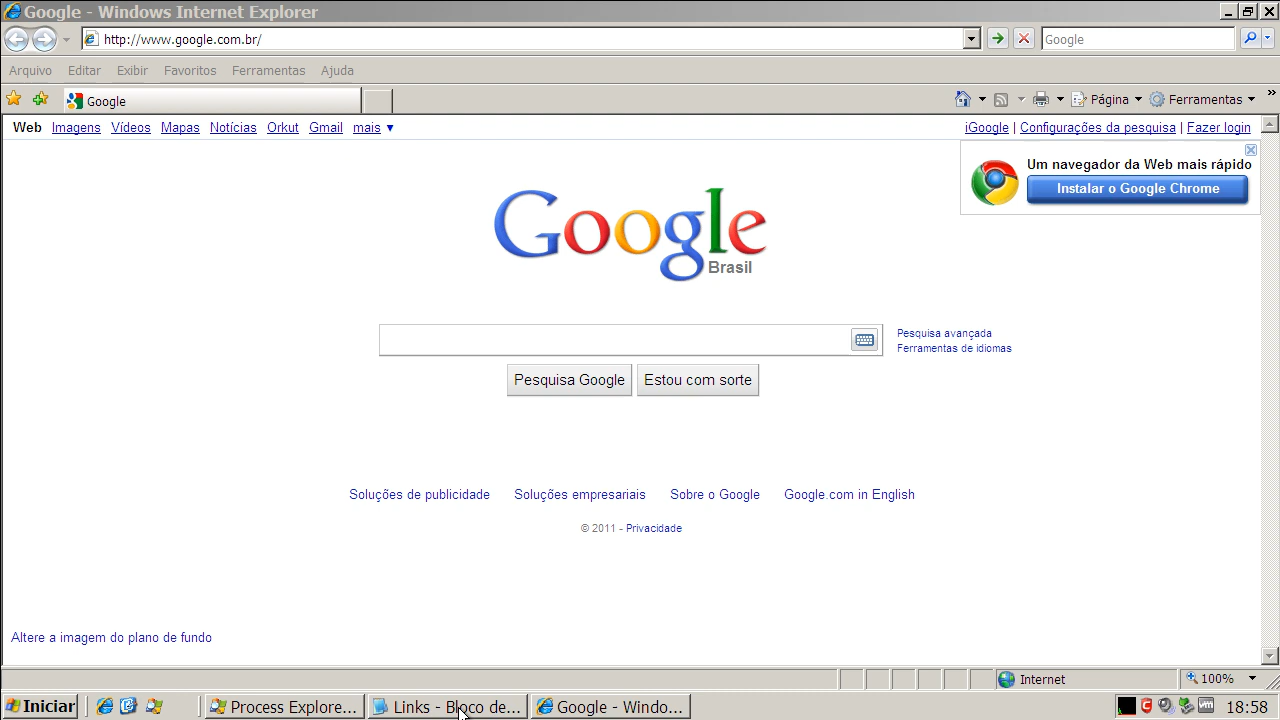 Google - Windows Internet Explorer
http://www.google.com.br/
Google
Arquivo Editar Exibir Favoritos Ferramentas Ajuda
Google
Página Ferramentas
Web Imagens Vídeos Mapas Notícias Orkut Gmail mais ▼
iGoogle | Configurações da pesquisa | Fazer login
Um navegador da Web mais rápido
Instalar o Google Chrome
Google
Brasil
Pesquisa avançada
Ferramentas de idiomas
Pesquisa Google Estou com sorte
Soluções de publicidade Soluções empresariais Sobre o Google Google.com in English
© 2011 - Privacidade
Altere a imagem do plano de fundo
Internet 100%
Iniciar Process Explore... Links - Bloco de... Google - Windo... 18:58